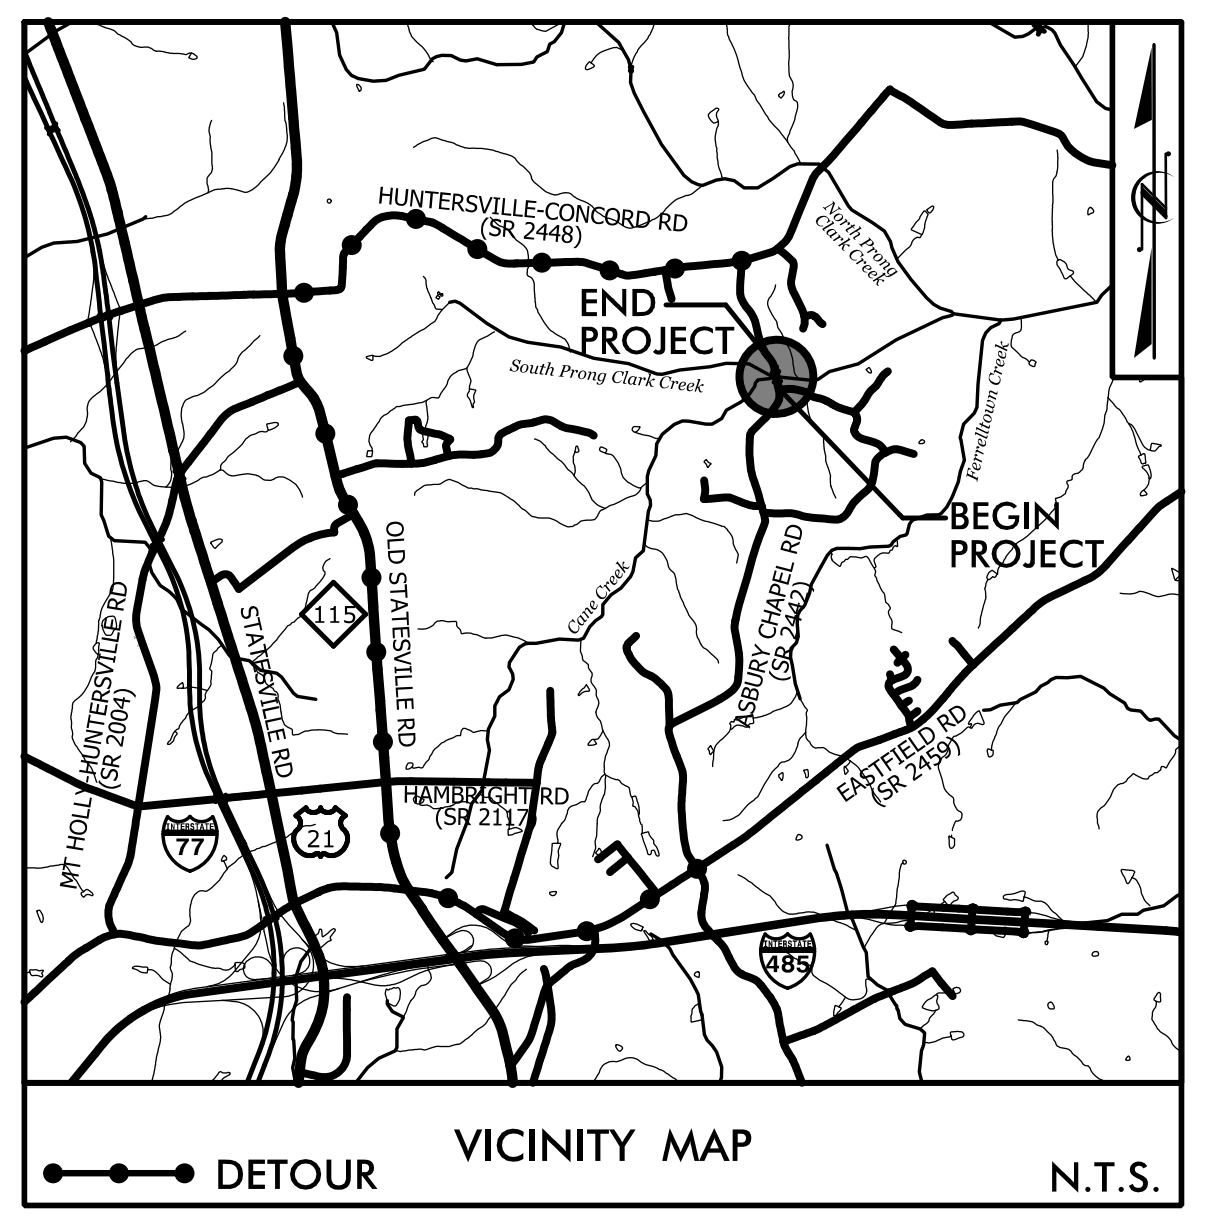 HUNTERSVILLE-CONCORD RD
(SR 2448)
North Prong
Clark Creek
END
PROJECT
South Prong Clark Creek
Ferrelltown Creek
BEGIN
PROJECT
ASBURY CHAPEL RD
(SR 2442)
Cane Creek
OLD STATESVILLE RD
115
STATESVILLE RD
MT HOLLY-HUNTERSVILLE RD
(SR 2004)
EASTFIELD RD
(SR 2459)
HAMBRIGHT RD
(SR 2117)
INTERSTATE
77
21
INTERSTATE
485
N
VICINITY MAP
DETOUR
N.T.S.